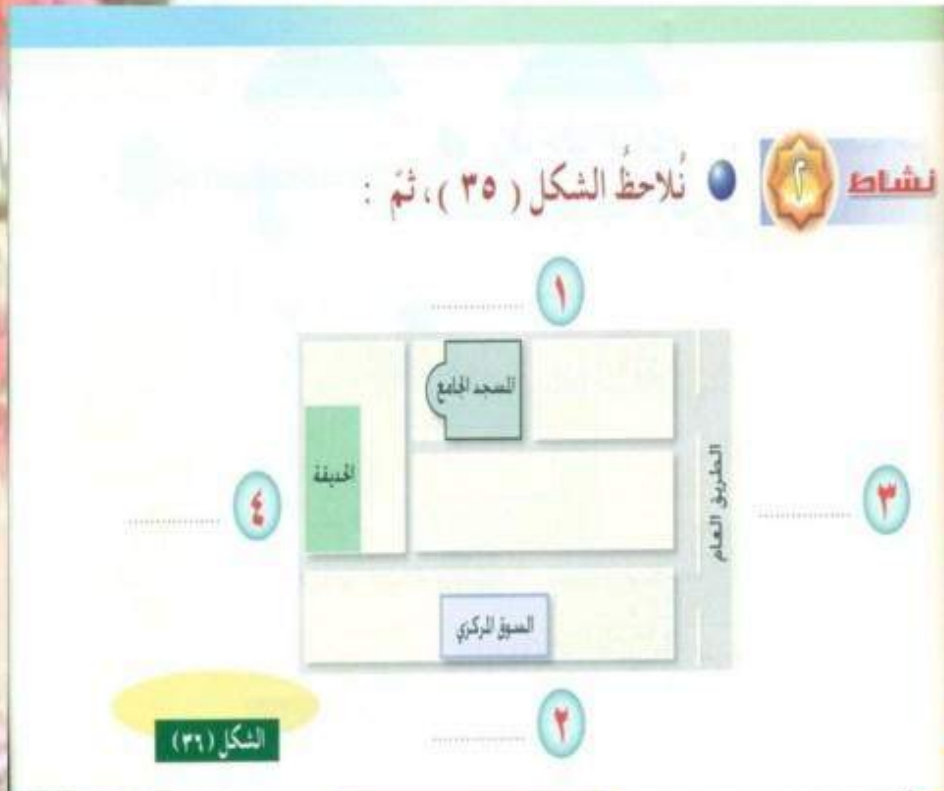 نشاط ٢ نُلاحظُ الشكل ( ٣٥ )، ثمّ :
١ ..................
المسجد الجامع
الحديقة
الطريق العام
٣ ..................
٤ ..................
السوق المركزي
٢ ..................
الشكل (٣٦)